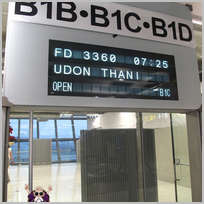 B1B•B1C•B1D
FD 3360 07:25
UDON THANI
OPEN B1C